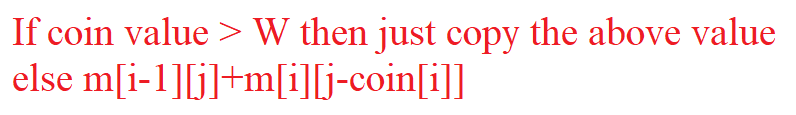 If coin value > W then just copy the above value
else m[i-1][j]+m[i][j-coin[i]]